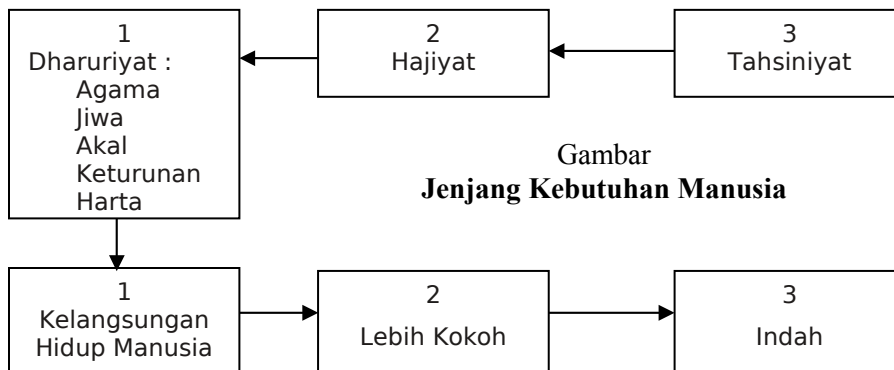 1
Dharuriyat :
Agama
Jiwa
Akal
Keturunan
Harta
2
Hajiyat
3
Tahsiniyat
Gambar
Jenjang Kebutuhan Manusia
1
Kelangsungan
Hidup Manusia
2
Lebih Kokoh
3
Indah